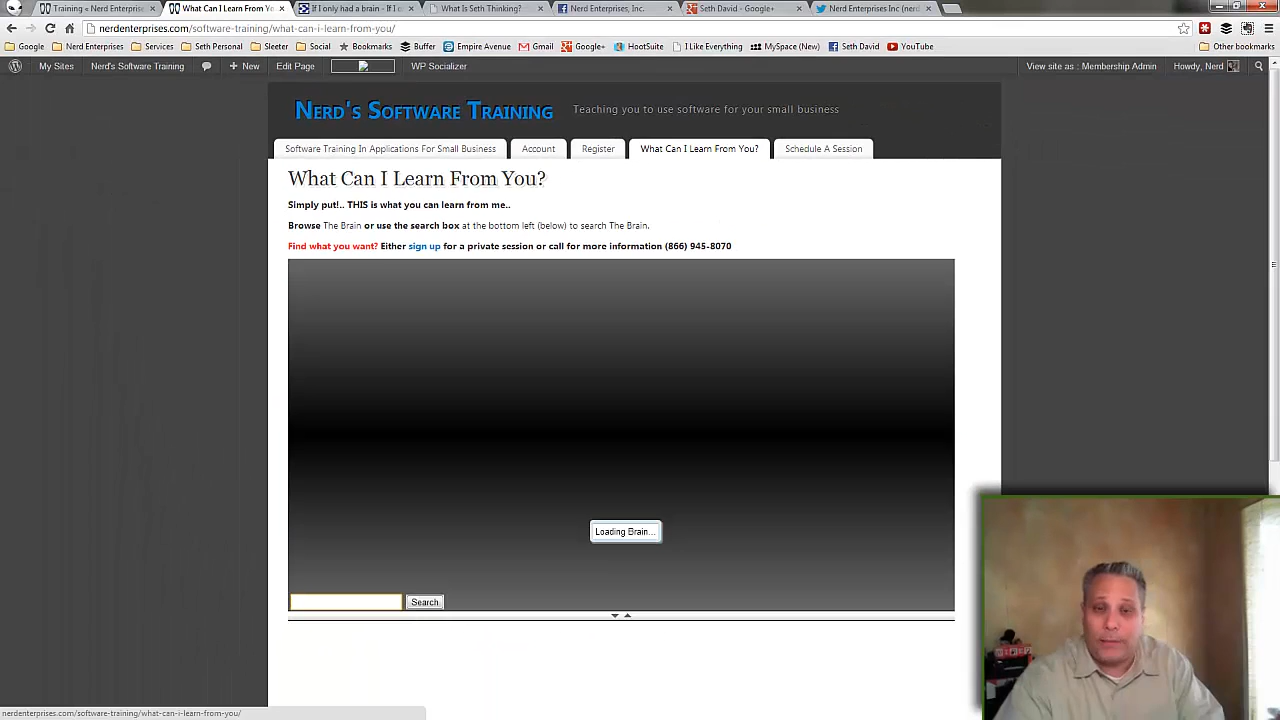 Training « Nerd Enterprises
What Can I Learn From Yo
If I only had a brain - If I
What Is Seth Thinking?
Nerd Enterprises, Inc.
Seth David - Google+
Nerd Enterprises Inc (nerd
nerdenterprises.com/software-training/what-can-i-learn-from-you/
Google
Nerd Enterprises
Services
Seth Personal
Sleeter
Social
Bookmarks
Buffer
Empire Avenue
Gmail
Google+
HootSuite
I Like Everything
MySpace (New)
Seth David
YouTube
Other bookmarks
My Sites
Nerd's Software Training
New
Edit Page
WP Socializer
View site as : Membership Admin
Howdy, Nerd
Nerd's Software Training
Teaching you to use software for your small business
Software Training In Applications For Small Business
Account
Register
What Can I Learn From You?
Schedule A Session
What Can I Learn From You?
Simply put!.. THIS is what you can learn from me..
Browse The Brain or use the search box at the bottom left (below) to search The Brain.
Find what you want? Either sign up for a private session or call for more information (866) 945-8070
Loading Brain...
Search
nerdenterprises.com/software-training/what-can-i-learn-from-you/